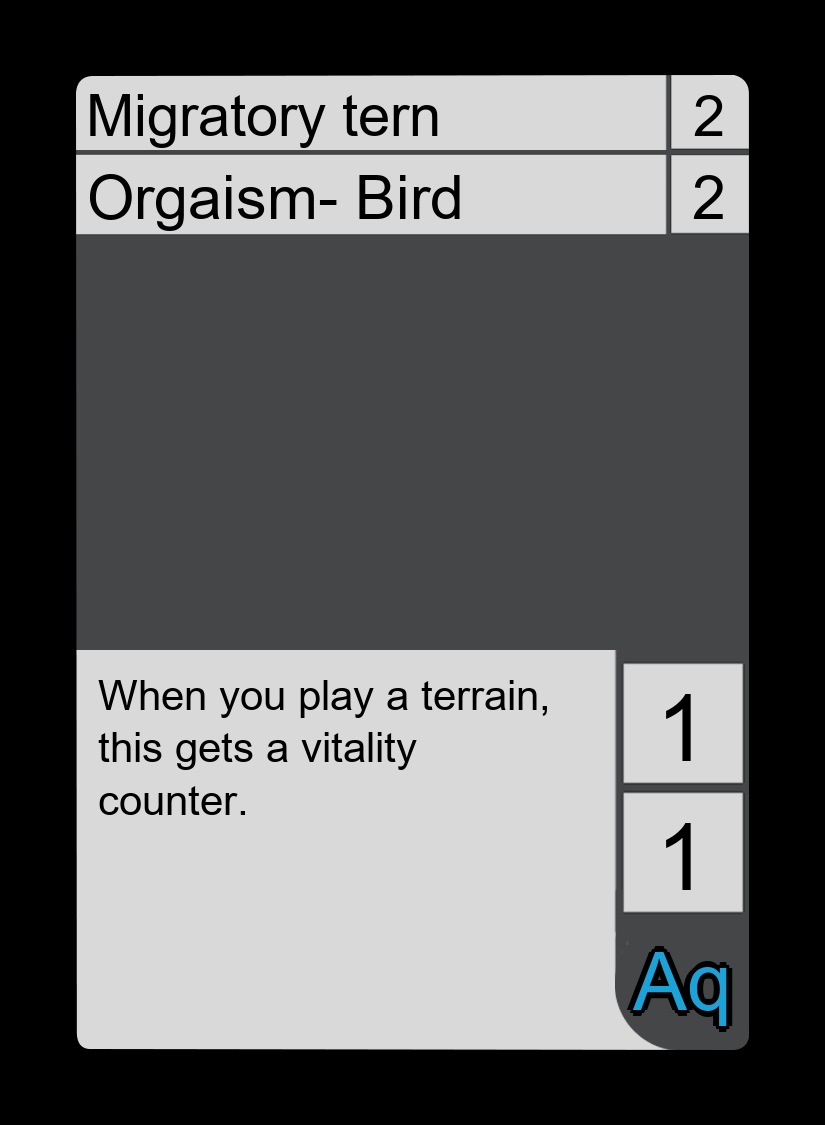 Migratory tern 2
Orgaism- Bird 2
When you play a terrain,
this gets a vitality
counter.
1
1
Aq